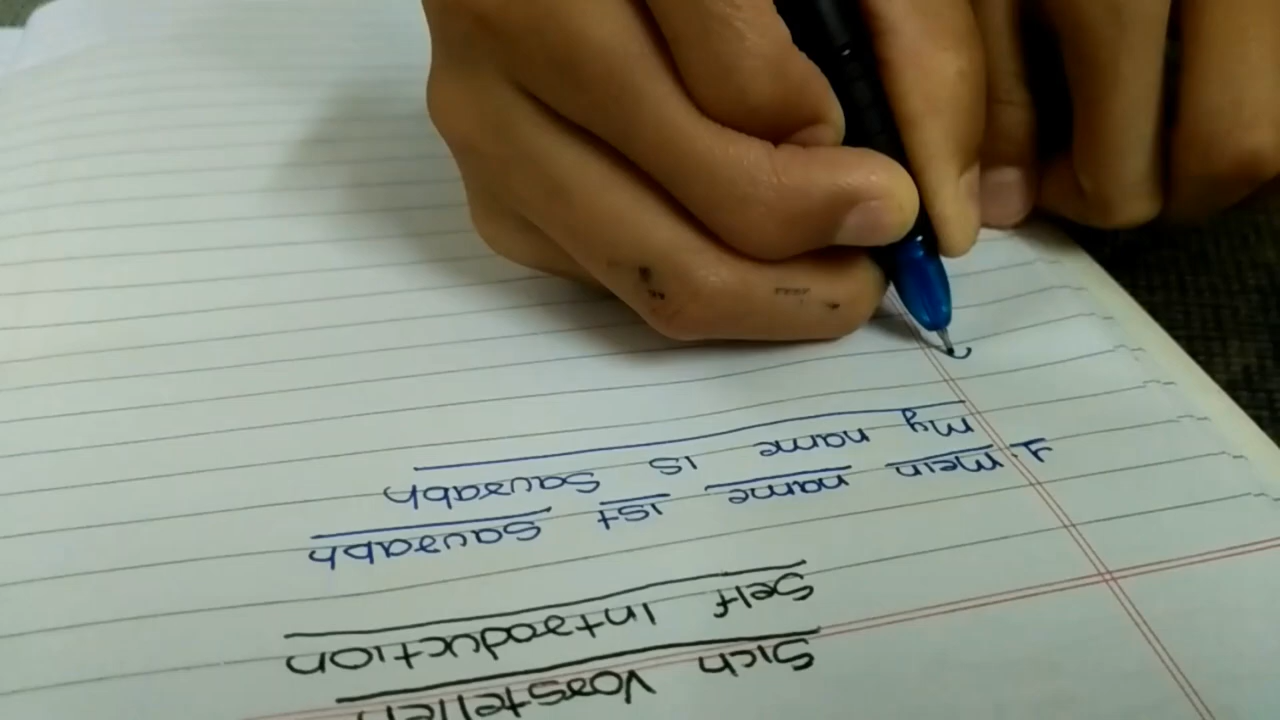 Sich Vorstellen
Self Introduction
1. mein name ist Saurabh
my name is Saurabh